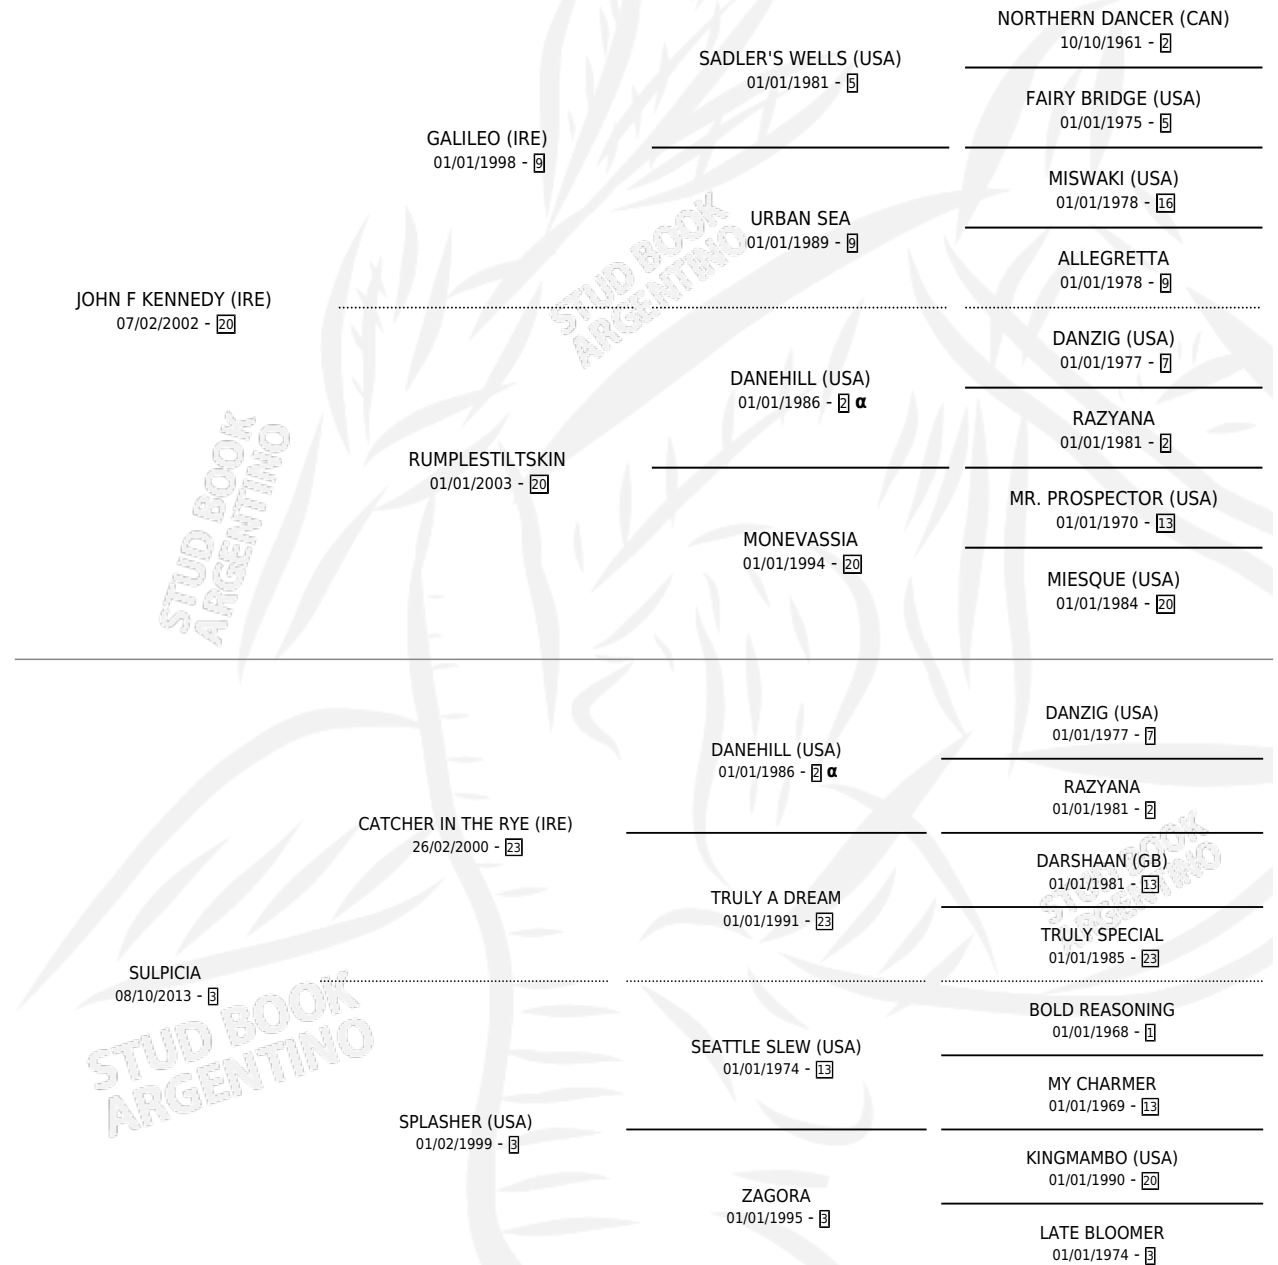 NORTHERN DANCER (CAN)
10/10/1961 - 2
SADLER'S WELLS (USA)
01/01/1981 - 5
FAIRY BRIDGE (USA)
01/01/1975 - 5
GALILEO (IRE)
01/01/1998 - 9
MISWAKI (USA)
01/01/1978 - 16
URBAN SEA
01/01/1989 - 9
ALLEGRETTA
01/01/1978 - 9
JOHN F KENNEDY (IRE)
07/02/2002 - 20
DANZIG (USA)
01/01/1977 - 7
DANEHILL (USA)
01/01/1986 - 2 α
RAZYANA
01/01/1981 - 2
RUMPLESTILTSKIN
01/01/2003 - 20
MR. PROSPECTOR (USA)
01/01/1970 - 13
MONEVASSIA
01/01/1994 - 20
MIESQUE (USA)
01/01/1984 - 20
DANZIG (USA)
01/01/1977 - 7
DANEHILL (USA)
01/01/1986 - 2 α
RAZYANA
01/01/1981 - 2
CATCHER IN THE RYE (IRE)
26/02/2000 - 23
DARSHAAN (GB)
01/01/1981 - 13
TRULY A DREAM
01/01/1991 - 23
TRULY SPECIAL
01/01/1985 - 23
SULPICIA
08/10/2013 - 3
BOLD REASONING
01/01/1968 - 1
SEATTLE SLEW (USA)
01/01/1974 - 13
MY CHARMER
01/01/1969 - 13
SPLASHER (USA)
01/02/1999 - 3
KINGMAMBO (USA)
01/01/1990 - 20
ZAGORA
01/01/1995 - 3
LATE BLOOMER
01/01/1974 - 3
STUD BOOK
ARGENTINO
STUD BOOK
ARGENTINO
STUD BOOK
ARGENTINO
STUD BOOK
ARGENTINO